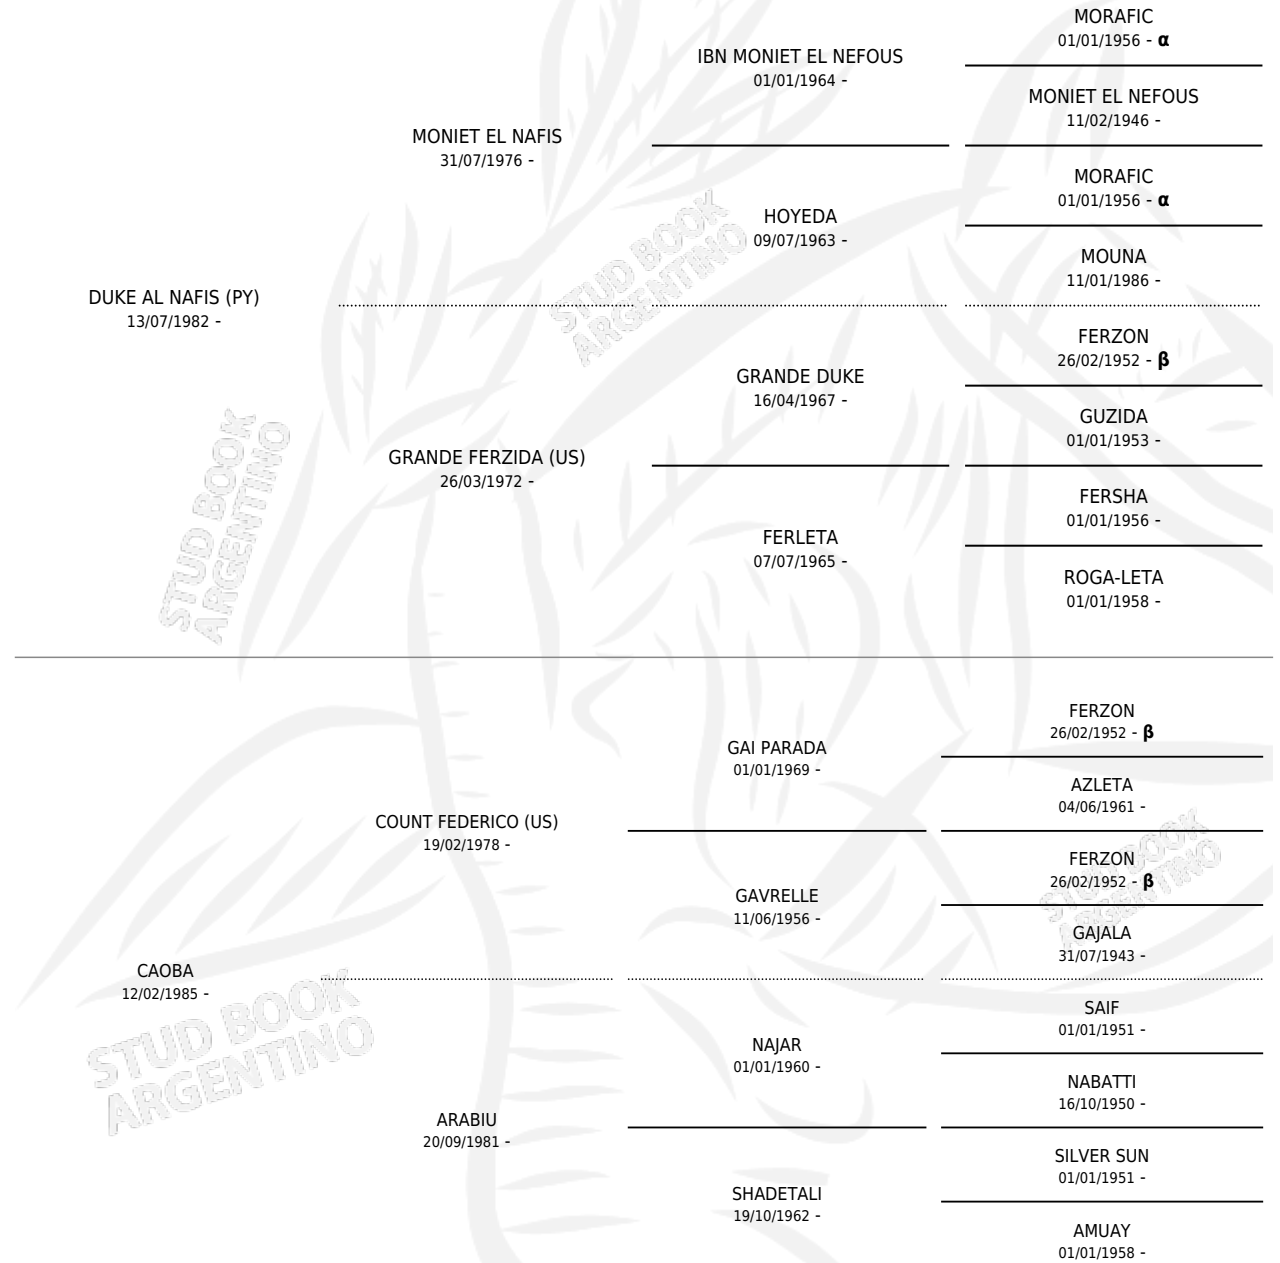 MORAFIC
01/01/1956 - α
IBN MONIET EL NEFOUS
01/01/1964 -
MONIET EL NEFOUS
11/02/1946 -
MONIET EL NAFIS
31/07/1976 -
MORAFIC
01/01/1956 - α
HOYEDA
09/07/1963 -
MOUNA
11/01/1986 -
DUKE AL NAFIS (PY)
13/07/1982 -
FERZON
26/02/1952 - β
GRANDE DUKE
16/04/1967 -
GUZIDA
01/01/1953 -
GRANDE FERZIDA (US)
26/03/1972 -
FERSHA
01/01/1956 -
FERLETA
07/07/1965 -
ROGA-LETA
01/01/1958 -
STUD BOOK
ARGENTINO
STUD BOOK
ARGENTINO
FERZON
26/02/1952 - β
GAI PARADA
01/01/1969 -
AZLETA
04/06/1961 -
COUNT FEDERICO (US)
19/02/1978 -
FERZON
26/02/1952 - β
GAVRELLE
11/06/1956 -
GAJALA
31/07/1943 -
STUD BOOK
ARGENTINO
CAOBA
12/02/1985 -
SAIF
01/01/1951 -
NAJAR
01/01/1960 -
NABATTI
16/10/1950 -
STUD BOOK
ARGENTINO
ARABIU
20/09/1981 -
SILVER SUN
01/01/1951 -
SHADETALI
19/10/1962 -
AMUAY
01/01/1958 -